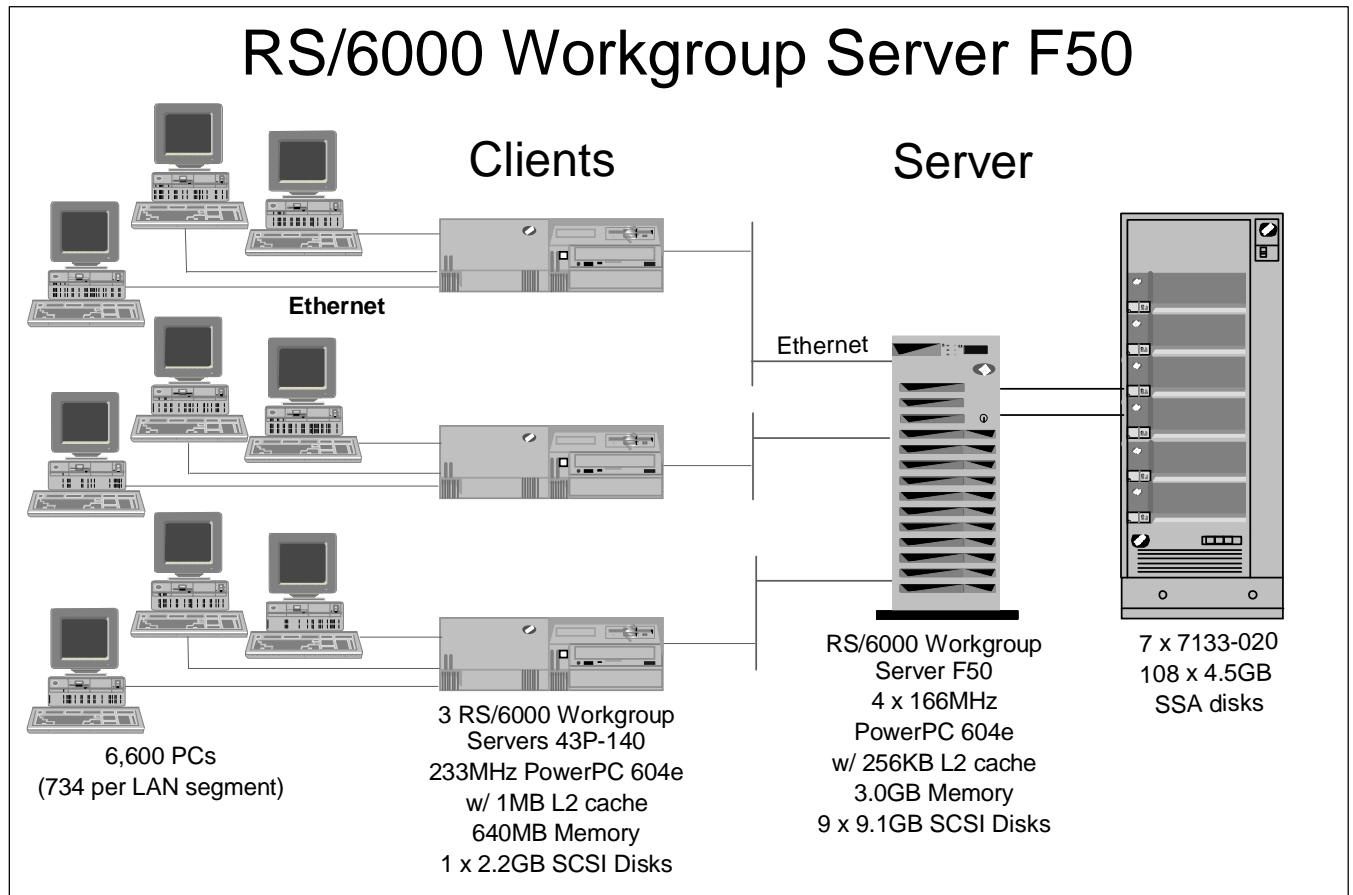 RS/6000 Workgroup Server F50
Clients
Server
Ethernet
Ethernet
6,600 PCs
(734 per LAN segment)
3 RS/6000 Workgroup
Servers 43P-140
233MHz PowerPC 604e
w/ 1MB L2 cache
640MB Memory
1 x 2.2GB SCSI Disks
RS/6000 Workgroup
Server F50
4 x 166MHz
PowerPC 604e
w/ 256KB L2 cache
3.0GB Memory
9 x 9.1GB SCSI Disks
7 x 7133-020
108 x 4.5GB
SSA disks